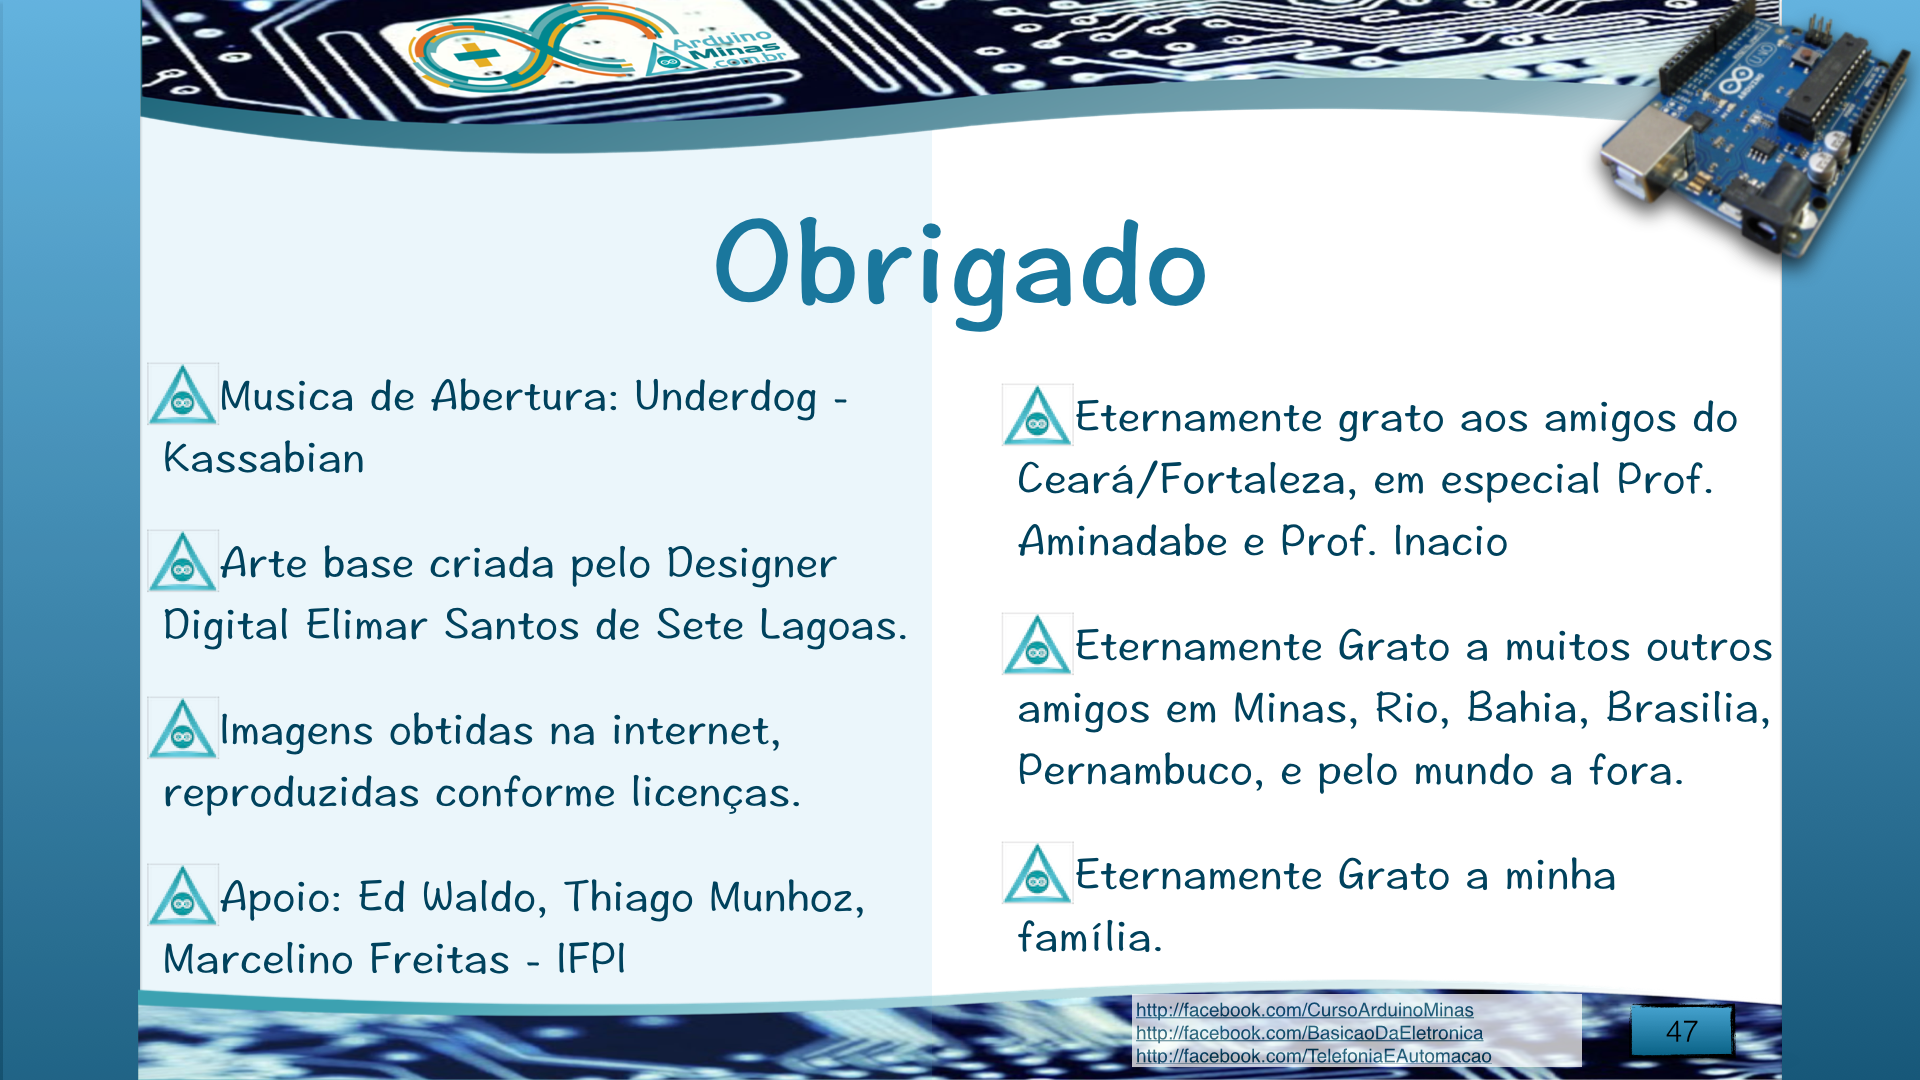 Arduino
Minas
.com.br
UNO
ARDUINO
Obrigado
Musica de Abertura: Underdog -
Kassabian
Arte base criada pelo Designer
Digital Elimar Santos de Sete Lagoas.
Imagens obtidas na internet,
reproduzidas conforme licenças.
Apoio: Ed Waldo, Thiago Munhoz,
Marcelino Freitas - IFPI
Eternamente grato aos amigos do
Ceará/Fortaleza, em especial Prof.
Aminadabe e Prof. Inacio
Eternamente Grato a muitos outros
amigos em Minas, Rio, Bahia, Brasilia,
Pernambuco, e pelo mundo a fora.
Eternamente Grato a minha
família.
http://facebook.com/CursoArduinoMinas
http://facebook.com/BasicaoDaEletronica
http://facebook.com/TelefoniaEAutomacao
47